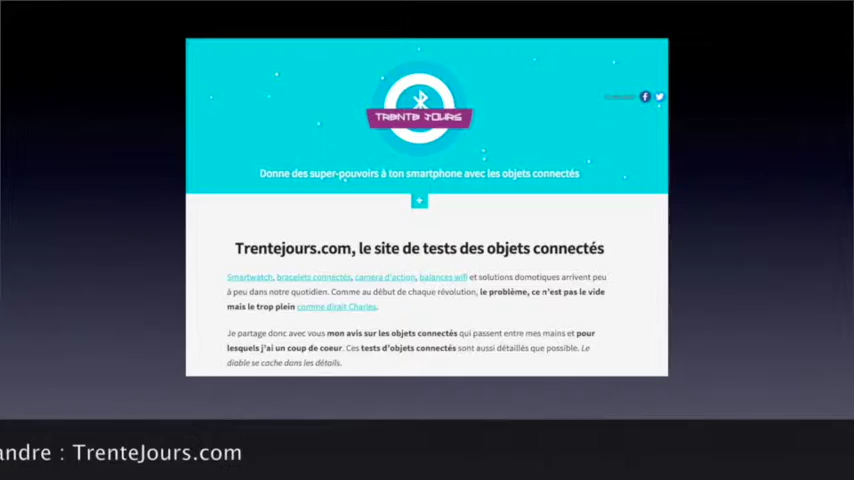 TRENTE JOURS
Donne des super-pouvoirs à ton smartphone avec les objets connectés
Trentejours.com, le site de tests des objets connectés
Smartwatch, bracelets connectés, camera d'action, balances wifi et solutions domotiques arrivent peu
à peu dans notre quotidien. Comme au début de chaque révolution, le problème, ce n'est pas le vide
mais le trop plein comme dirait Charles.
Je partage donc avec vous mon avis sur les objets connectés qui passent entre mes mains et pour
lesquels j'ai un coup de coeur. Ces tests d'objets connectés sont aussi détaillés que possible. Le
diable se cache dans les détails.
andre : TrenteJours.com